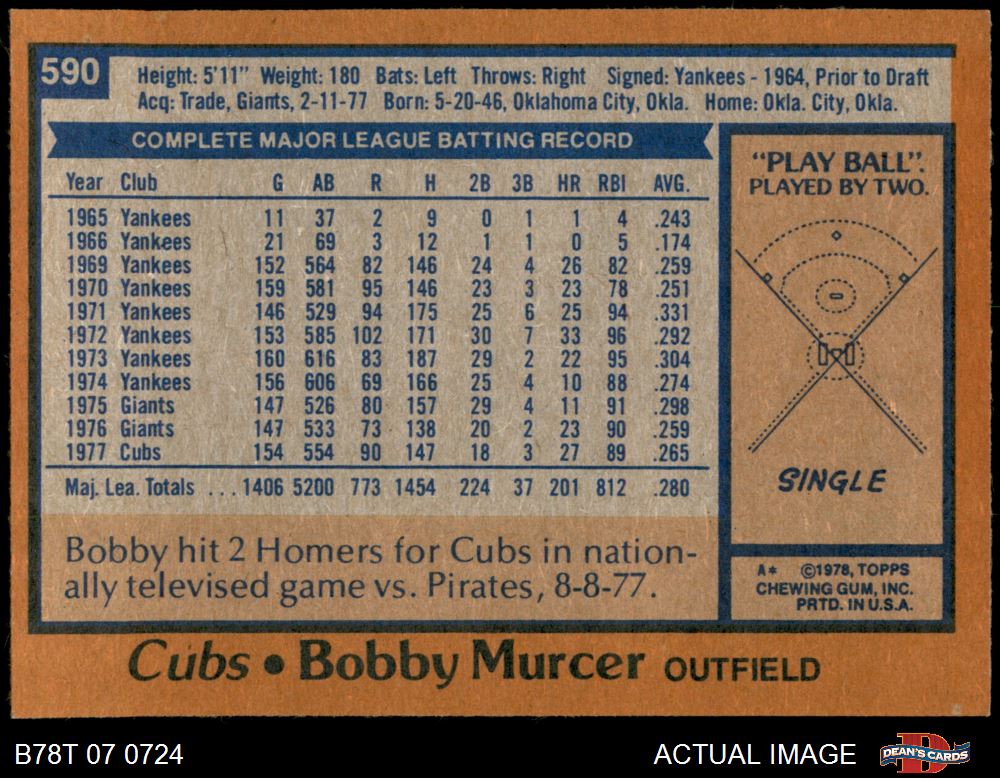 590
Height: 5'11" Weight: 180 Bats: Left Throws: Right Signed: Yankees - 1964, Prior to Draft
Acq: Trade, Giants, 2-11-77 Born: 5-20-46, Oklahoma City, Okla. Home: Okla. City, Okla.
COMPLETE MAJOR LEAGUE BATTING RECORD
Year Club G AB R H 2B 3B HR RBI AVG.
1965 Yankees 11 37 2 9 0 1 1 4 .243
1966 Yankees 21 69 3 12 1 1 0 5 .174
1969 Yankees 152 564 82 146 24 4 26 82 .259
1970 Yankees 159 581 95 146 23 3 23 78 .251
1971 Yankees 146 529 94 175 25 6 25 94 .331
1972 Yankees 153 585 102 171 30 7 33 96 .292
1973 Yankees 160 616 83 187 29 2 22 95 .304
1974 Yankees 156 606 69 166 25 4 10 88 .274
1975 Giants 147 526 80 157 29 4 11 91 .298
1976 Giants 147 533 73 138 20 2 23 90 .259
1977 Cubs 154 554 90 147 18 3 27 89 .265
Maj. Lea. Totals ... 1406 5200 773 1454 224 37 201 812 .280
Bobby hit 2 Homers for Cubs in nation-
ally televised game vs. Pirates, 8-8-77.
"PLAY BALL".
PLAYED BY TWO.
SINGLE
A* ©1978, TOPPS
CHEWING GUM, INC.
PRTD. IN U.S.A.
Cubs • Bobby Murcer OUTFIELD
B78T 07 0724
ACTUAL IMAGE
DEAN'S CARDS